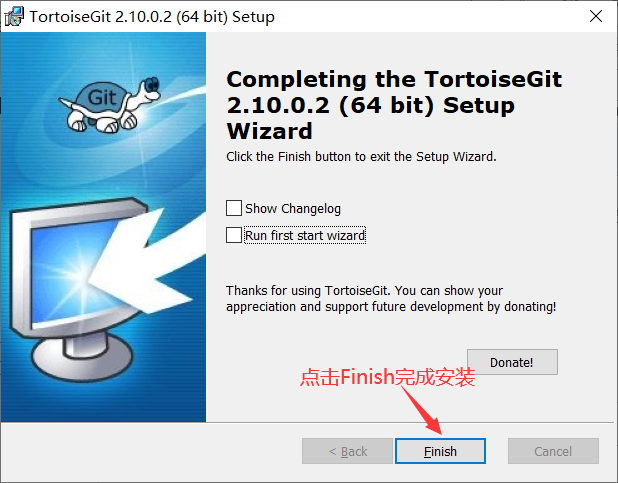 TortoiseGit 2.10.0.2 (64 bit) Setup
Git
Completing the TortoiseGit
2.10.0.2 (64 bit) Setup
Wizard
Click the Finish button to exit the Setup Wizard.
Show Changelog
Run first start wizard
Thanks for using TortoiseGit. You can show your
appreciation and support future development by donating!
Donate!
点击Finish完成安装
< Back
Finish
Cancel